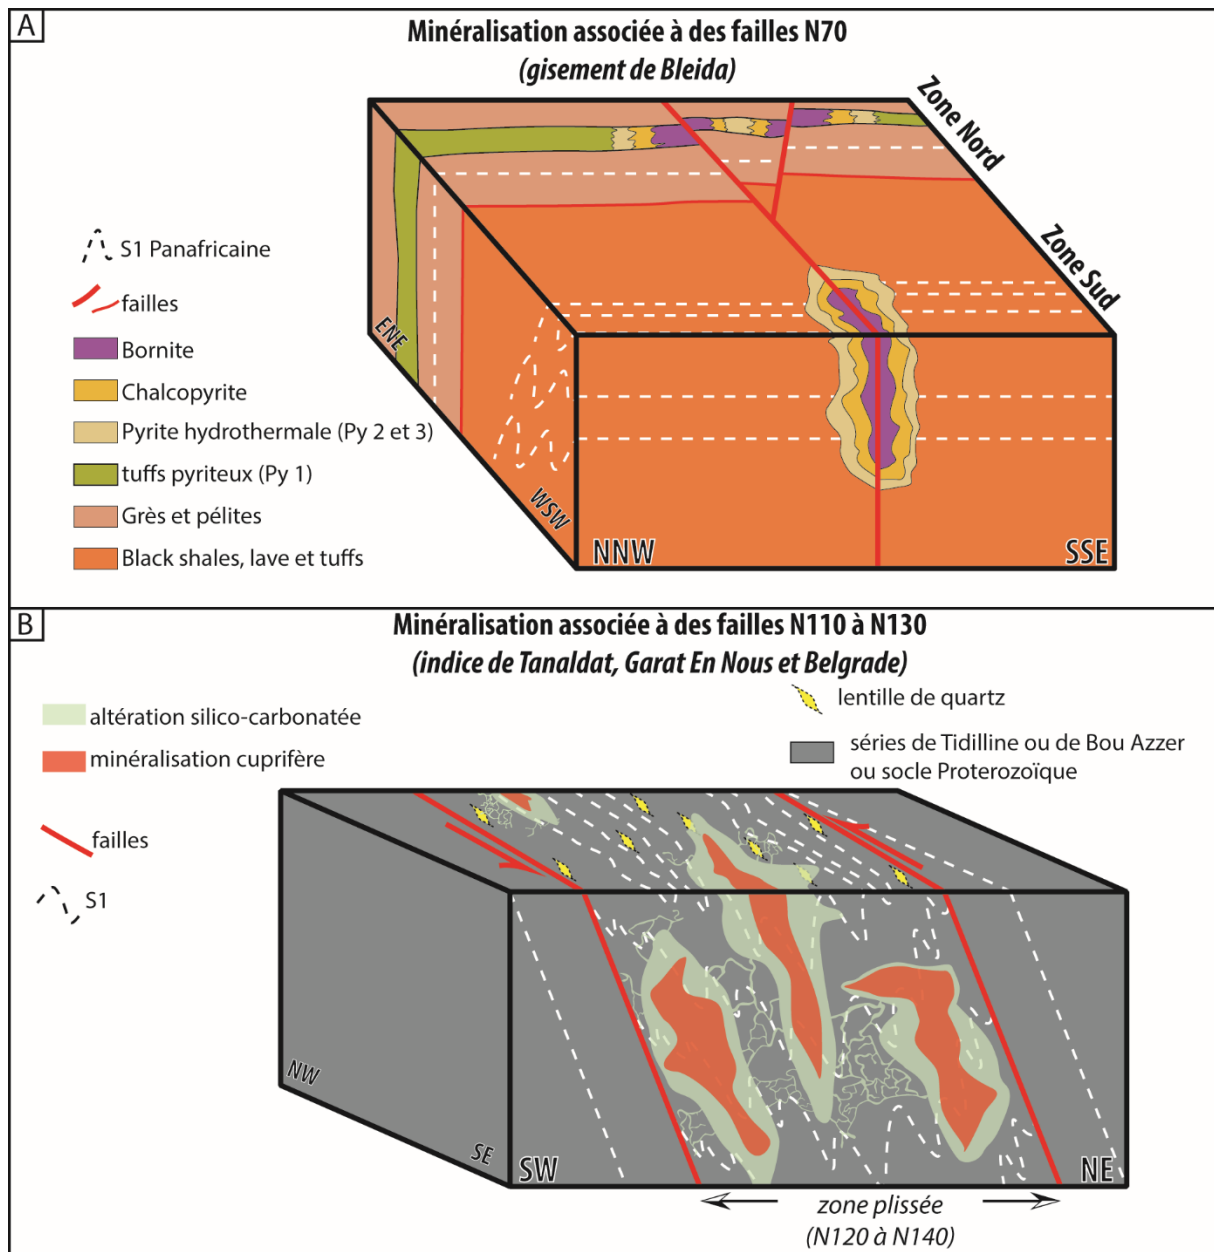 A
Minéralisation associée à des failles N70
(gisement de Bleida)
Zone Nord
Zone Sud
S1 Panafricaine
failles
Bornite
Chalcopyrite
Pyrite hydrothermale (Py 2 et 3)
tuffs pyriteux (Py 1)
Grès et pélites
Black shales, lave et tuffs
ENE
WSW
NNW
SSE
B
Minéralisation associée à des failles N110 à N130
(indice de Tanaldat, Garat En Nous et Belgrade)
altération silico-carbonatée
minéralisation cuprifère
failles
S1
lentille de quartz
séries de Tidilline ou de Bou Azzer
ou socle Proterozoïque
NW
SE
SW
NE
zone plissée
(N120 à N140)